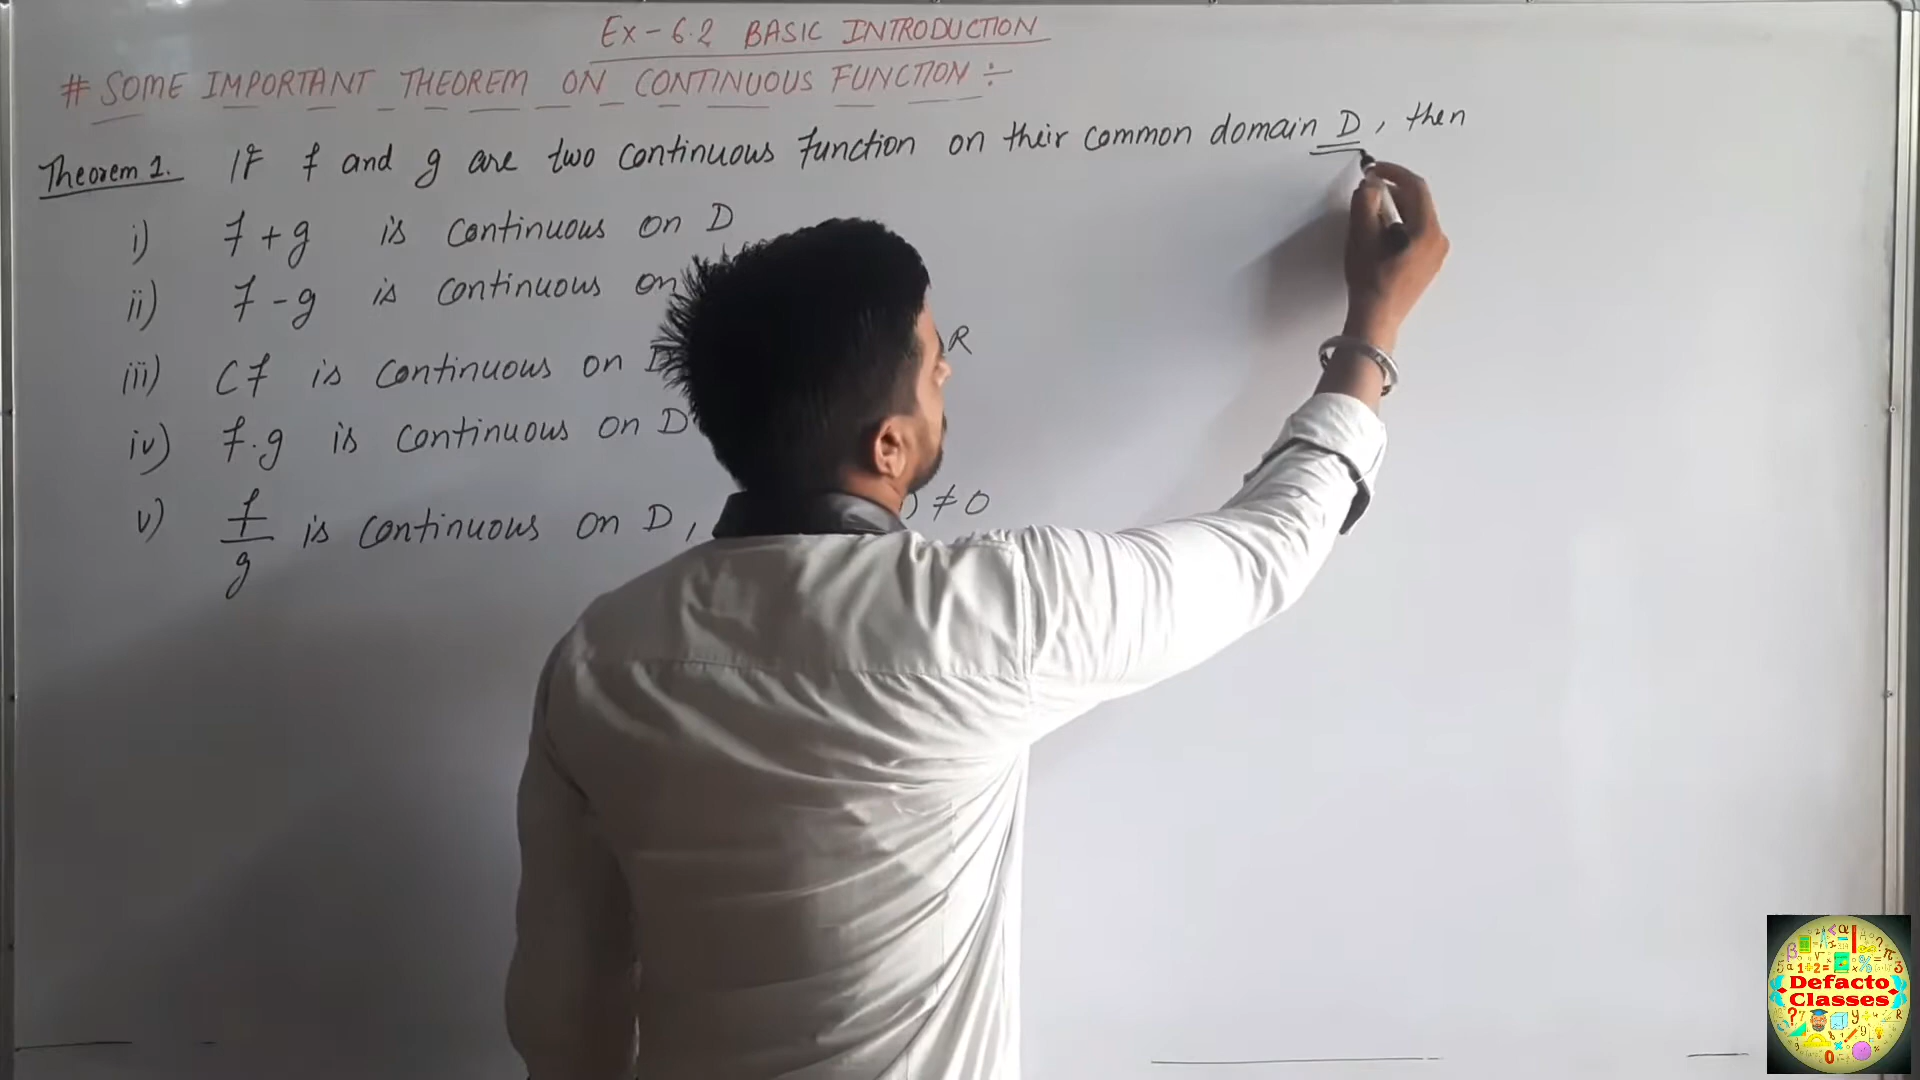 Ex-6.2 BASIC INTRODUCTION
# SOME IMPORTANT THEOREM ON CONTINUOUS FUNCTION ÷
Theorem 1. If f and g are two continuous function on their common domain D, then
i) f + g is continuous on D
ii) f - g is continuous on
iii) cf is continuous on D R
iv) f.g is continuous on D
v) f/g is continuous on D, ) ≠ 0
Defacto
Classes